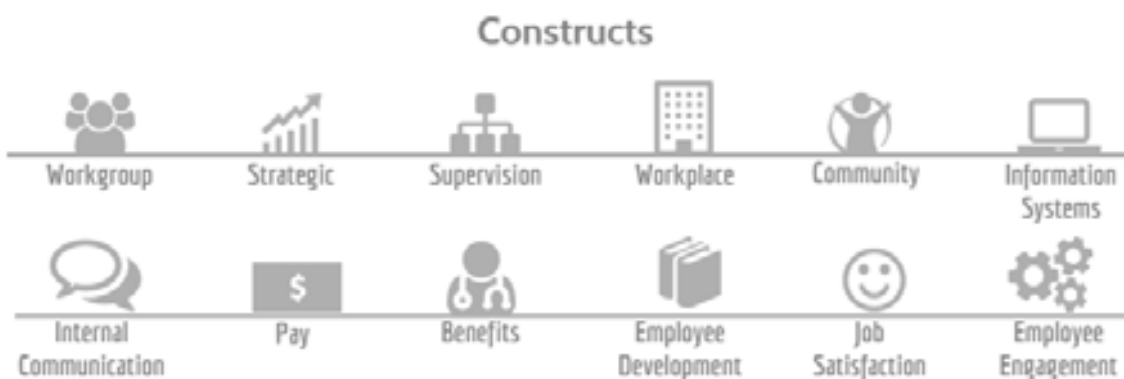 Constructs
Workgroup Strategic Supervision Workplace Community Information
Systems
$
Internal Pay Benefits Employee Job Employee
Communication Development Satisfaction Engagement